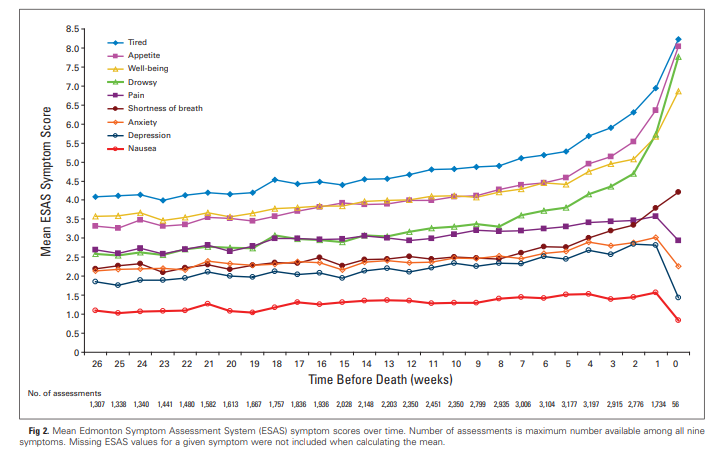 8.5
8.0
7.5
7.0
6.5
6.0
5.5
5.0
4.5
4.0
3.5
3.0
2.5
2.0
1.5
1.0
0.5
0
Mean ESAS Symptom Score
Tired
Appetite
Well-being
Drowsy
Pain
Shortness of breath
Anxiety
Depression
Nausea
26 25 24 23 22 21 20 19 18 17 16 15 14 13 12 11 10 9 8 7 6 5 4 3 2 1 0
Time Before Death (weeks)
No. of assessments
1,307 1,338 1,340 1,441 1,480 1,582 1,613 1,667 1,757 1,836 1,936 2,028 2,148 2,203 2,350 2,451 2,350 2,799 2,935 3,006 3,104 3,177 3,197 2,915 2,776 1,734 56
Fig 2. Mean Edmonton Symptom Assessment System (ESAS) symptom scores over time. Number of assessments is maximum number available among all nine
symptoms. Missing ESAS values for a given symptom were not included when calculating the mean.